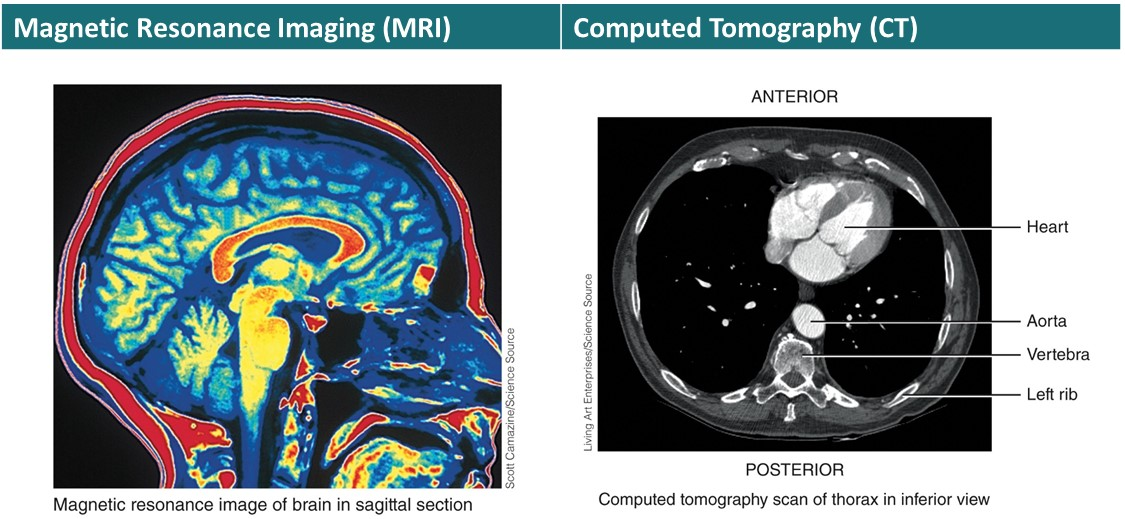 Magnetic Resonance Imaging (MRI)
Computed Tomography (CT)
Scott Camazine/Science Source
Magnetic resonance image of brain in sagittal section
ANTERIOR
Heart
Aorta
Vertebra
Left rib
Living Art Enterprises/Science Source
POSTERIOR
Computed tomography scan of thorax in inferior view